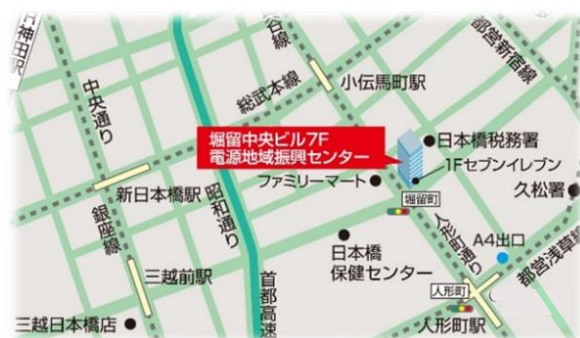 神田
中央通り
総武本線
谷線
都営新宿線
小伝馬町駅
堀留中央ビル7F
電源地域振興センター
日本橋税務署
1Fセブンイレブン
ファミリーマート
新日本橋駅
昭和通り
堀留町
久松署
銀座線
人形町通り
A4出口
日本橋
保健センター
都営浅草線
三越前駅
首都高速
人形町
三越日本橋店
人形町駅